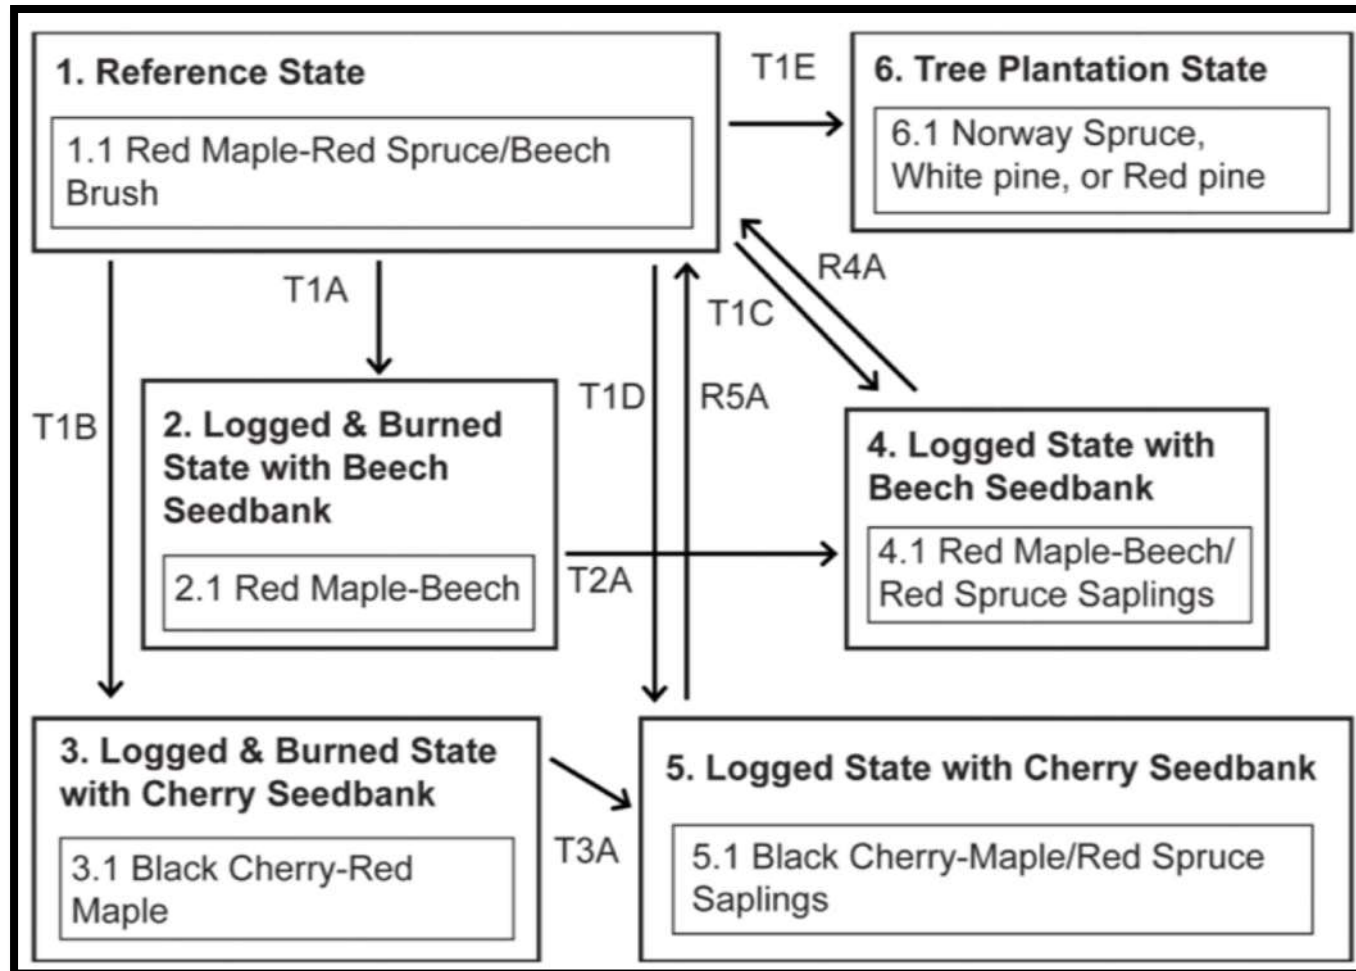 1. Reference State
1.1 Red Maple-Red Spruce/Beech
Brush
T1E
6. Tree Plantation State
6.1 Norway Spruce,
White pine, or Red pine
T1A
T1B
T1D
R5A
T1C
R4A
2. Logged & Burned
State with Beech
Seedbank
2.1 Red Maple-Beech
T2A
4. Logged State with
Beech Seedbank
4.1 Red Maple-Beech/
Red Spruce Saplings
3. Logged & Burned State
with Cherry Seedbank
3.1 Black Cherry-Red
Maple
T3A
5. Logged State with Cherry Seedbank
5.1 Black Cherry-Maple/Red Spruce
Saplings